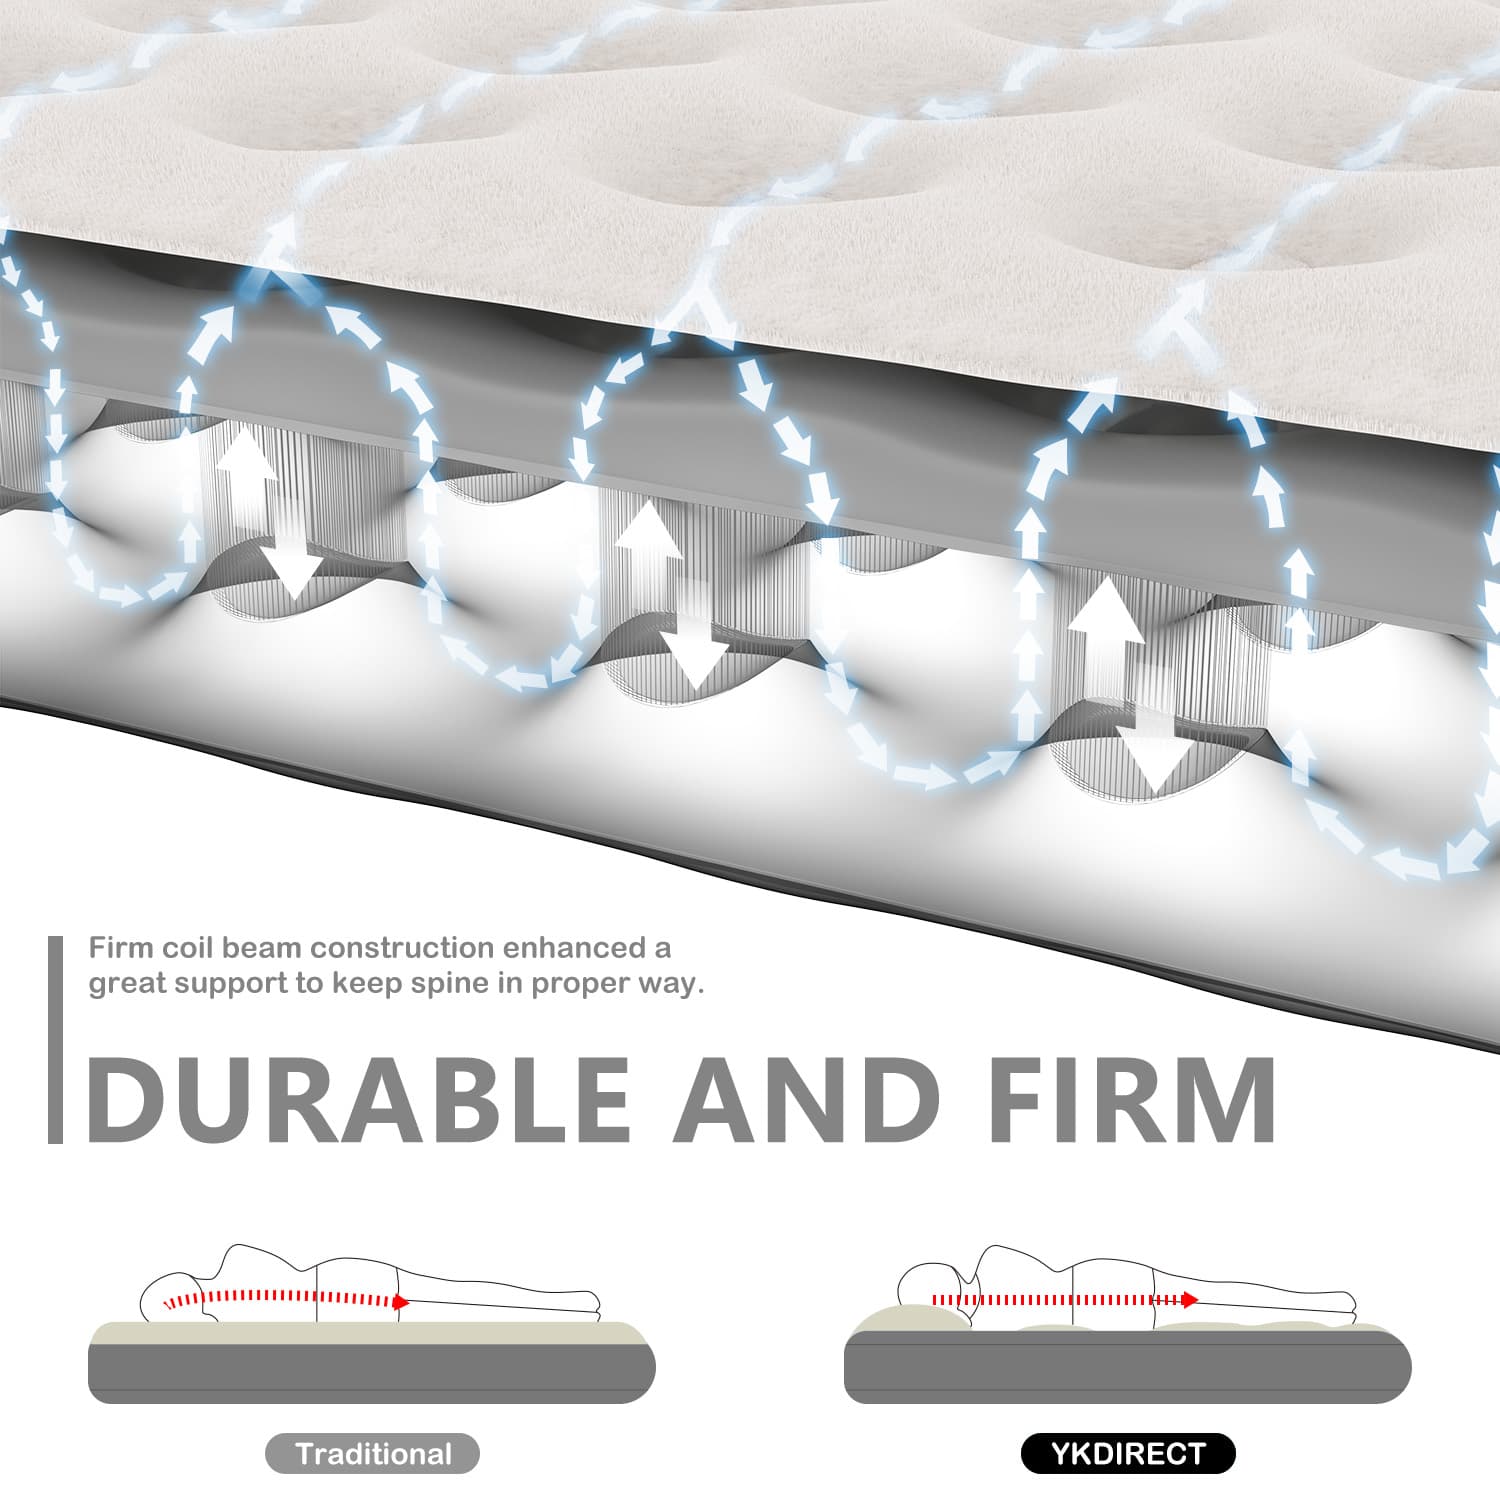 Firm coil beam construction enhanced a
great support to keep spine in proper way.
DURABLE AND FIRM
Traditional
YKDIRECT